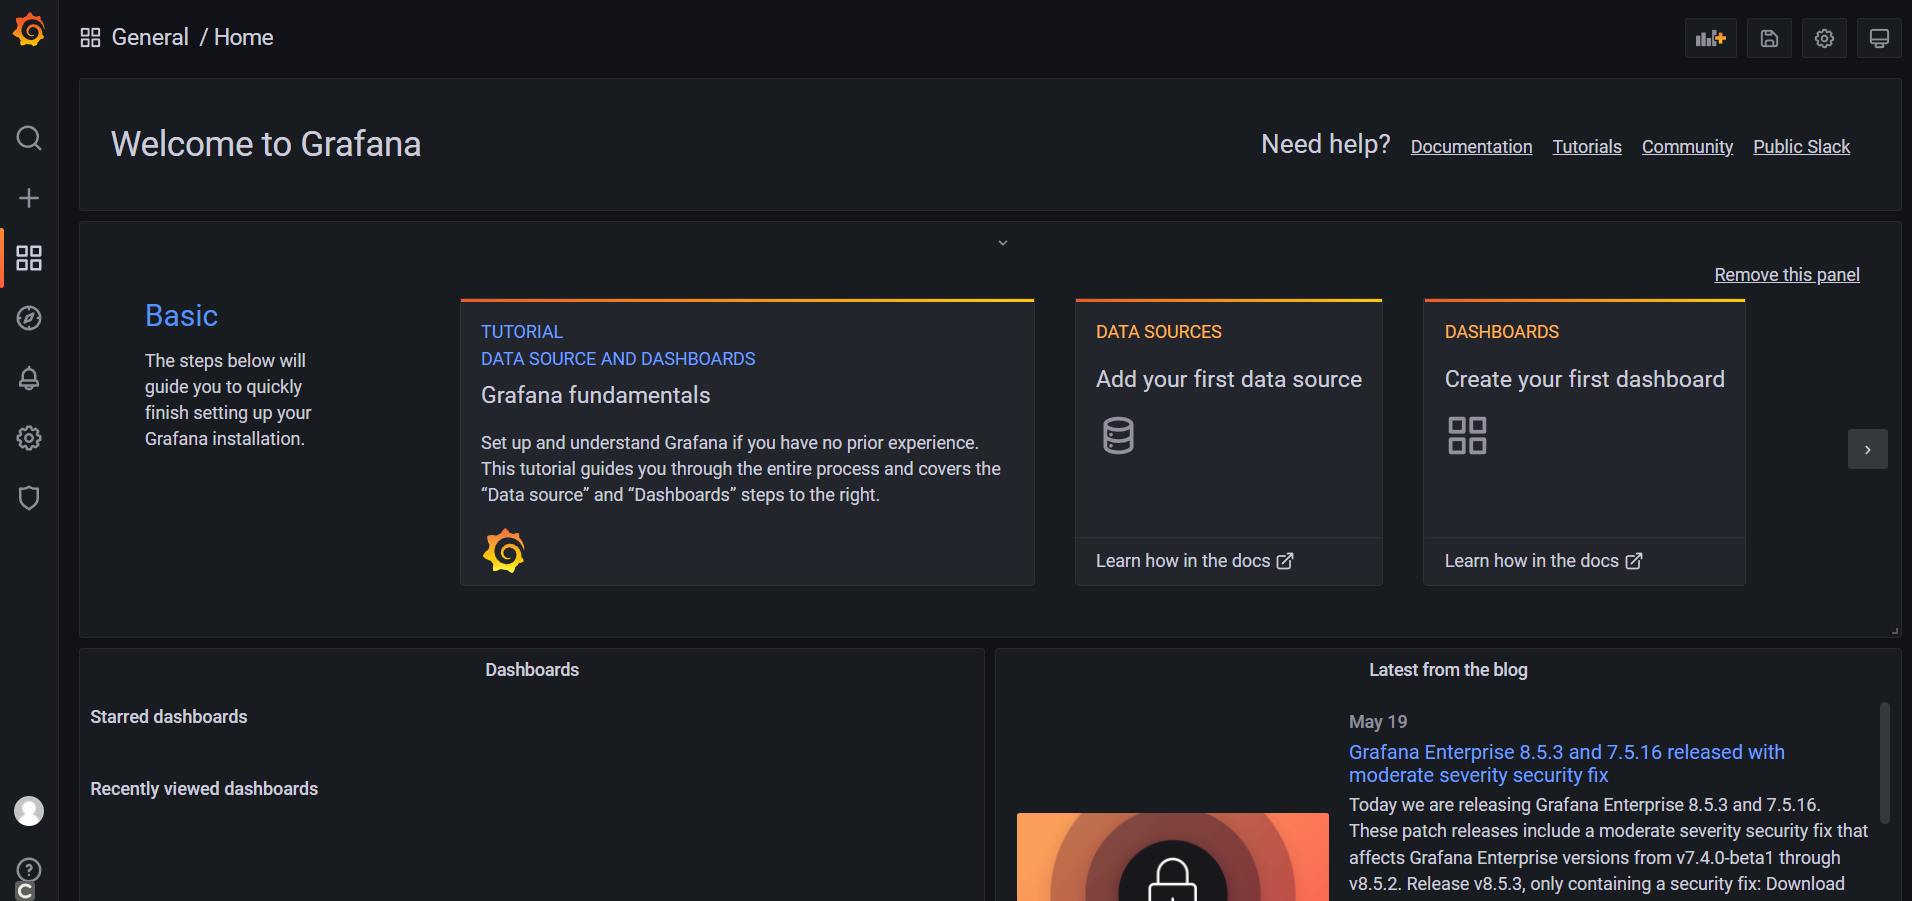 General / Home
Welcome to Grafana
Need help? Documentation Tutorials Community Public Slack
Remove this panel
Basic
The steps below will
guide you to quickly
finish setting up your
Grafana installation.
TUTORIAL
DATA SOURCE AND DASHBOARDS
Grafana fundamentals
Set up and understand Grafana if you have no prior experience.
This tutorial guides you through the entire process and covers the
“Data source” and “Dashboards” steps to the right.
DATA SOURCES
Add your first data source
Learn how in the docs
DASHBOARDS
Create your first dashboard
Learn how in the docs
Dashboards
Starred dashboards
Recently viewed dashboards
Latest from the blog
May 19
Grafana Enterprise 8.5.3 and 7.5.16 released with
moderate severity security fix
Today we are releasing Grafana Enterprise 8.5.3 and 7.5.16.
These patch releases include a moderate severity security fix that
affects Grafana Enterprise versions from v7.4.0-beta1 through
v8.5.2. Release v8.5.3, only containing a security fix: Download
C